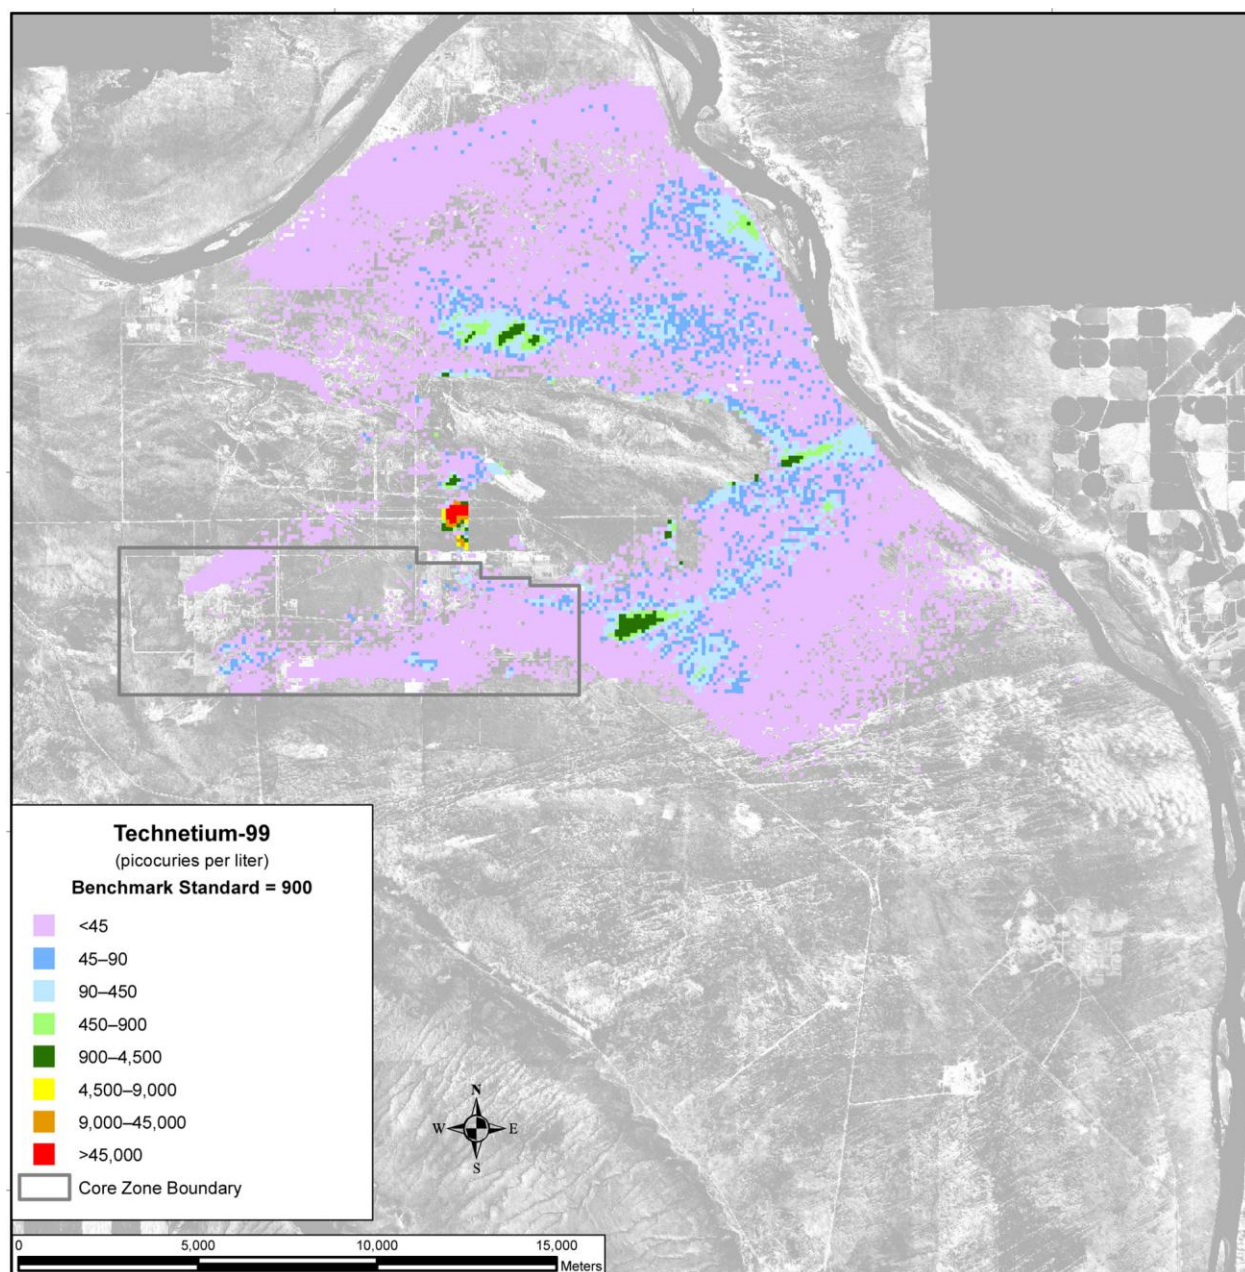 Technetium-99
(picocuries per liter)
Benchmark Standard = 900
<45
45–90
90–450
450–900
900–4,500
4,500–9,000
9,000–45,000
>45,000
Core Zone Boundary
N
W E
S
0 5,000 10,000 15,000
Meters